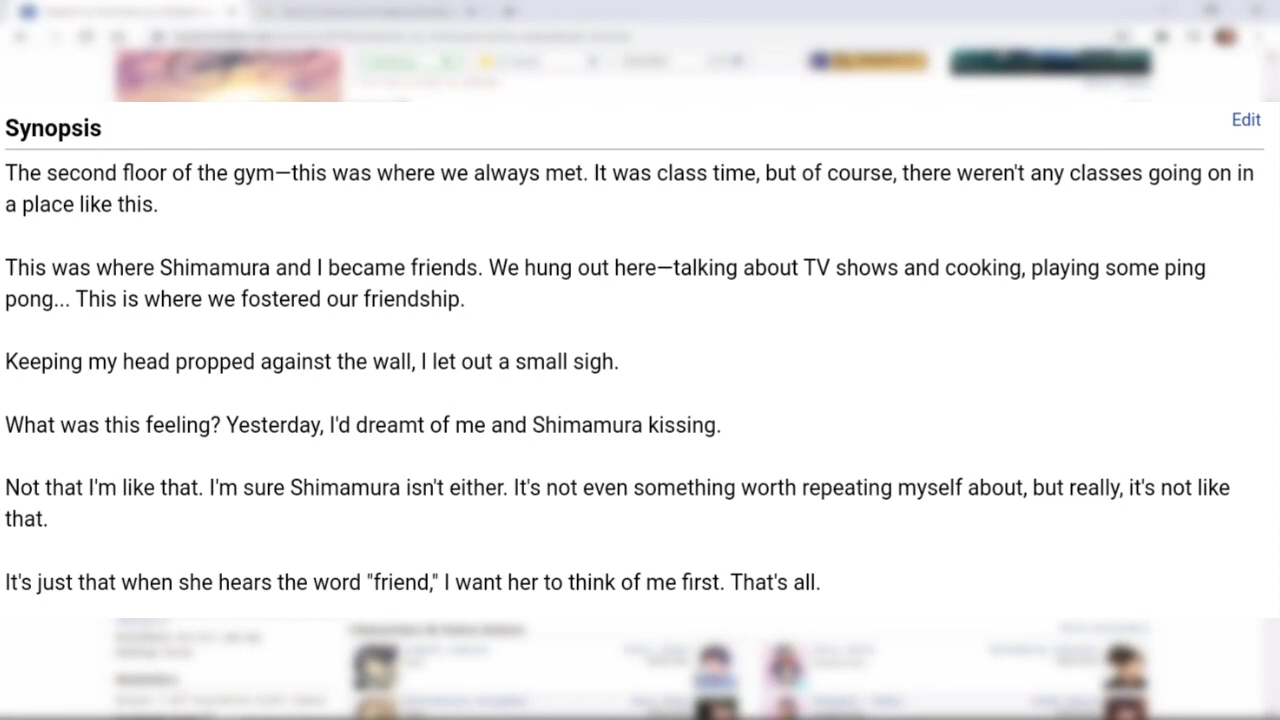 Synopsis
Edit
The second floor of the gym—this was where we always met. It was class time, but of course, there weren't any classes going on in
a place like this.
This was where Shimamura and I became friends. We hung out here—talking about TV shows and cooking, playing some ping
pong... This is where we fostered our friendship.
Keeping my head propped against the wall, I let out a small sigh.
What was this feeling? Yesterday, I'd dreamt of me and Shimamura kissing.
Not that I'm like that. I'm sure Shimamura isn't either. It's not even something worth repeating myself about, but really, it's not like
that.
It's just that when she hears the word "friend," I want her to think of me first. That's all.